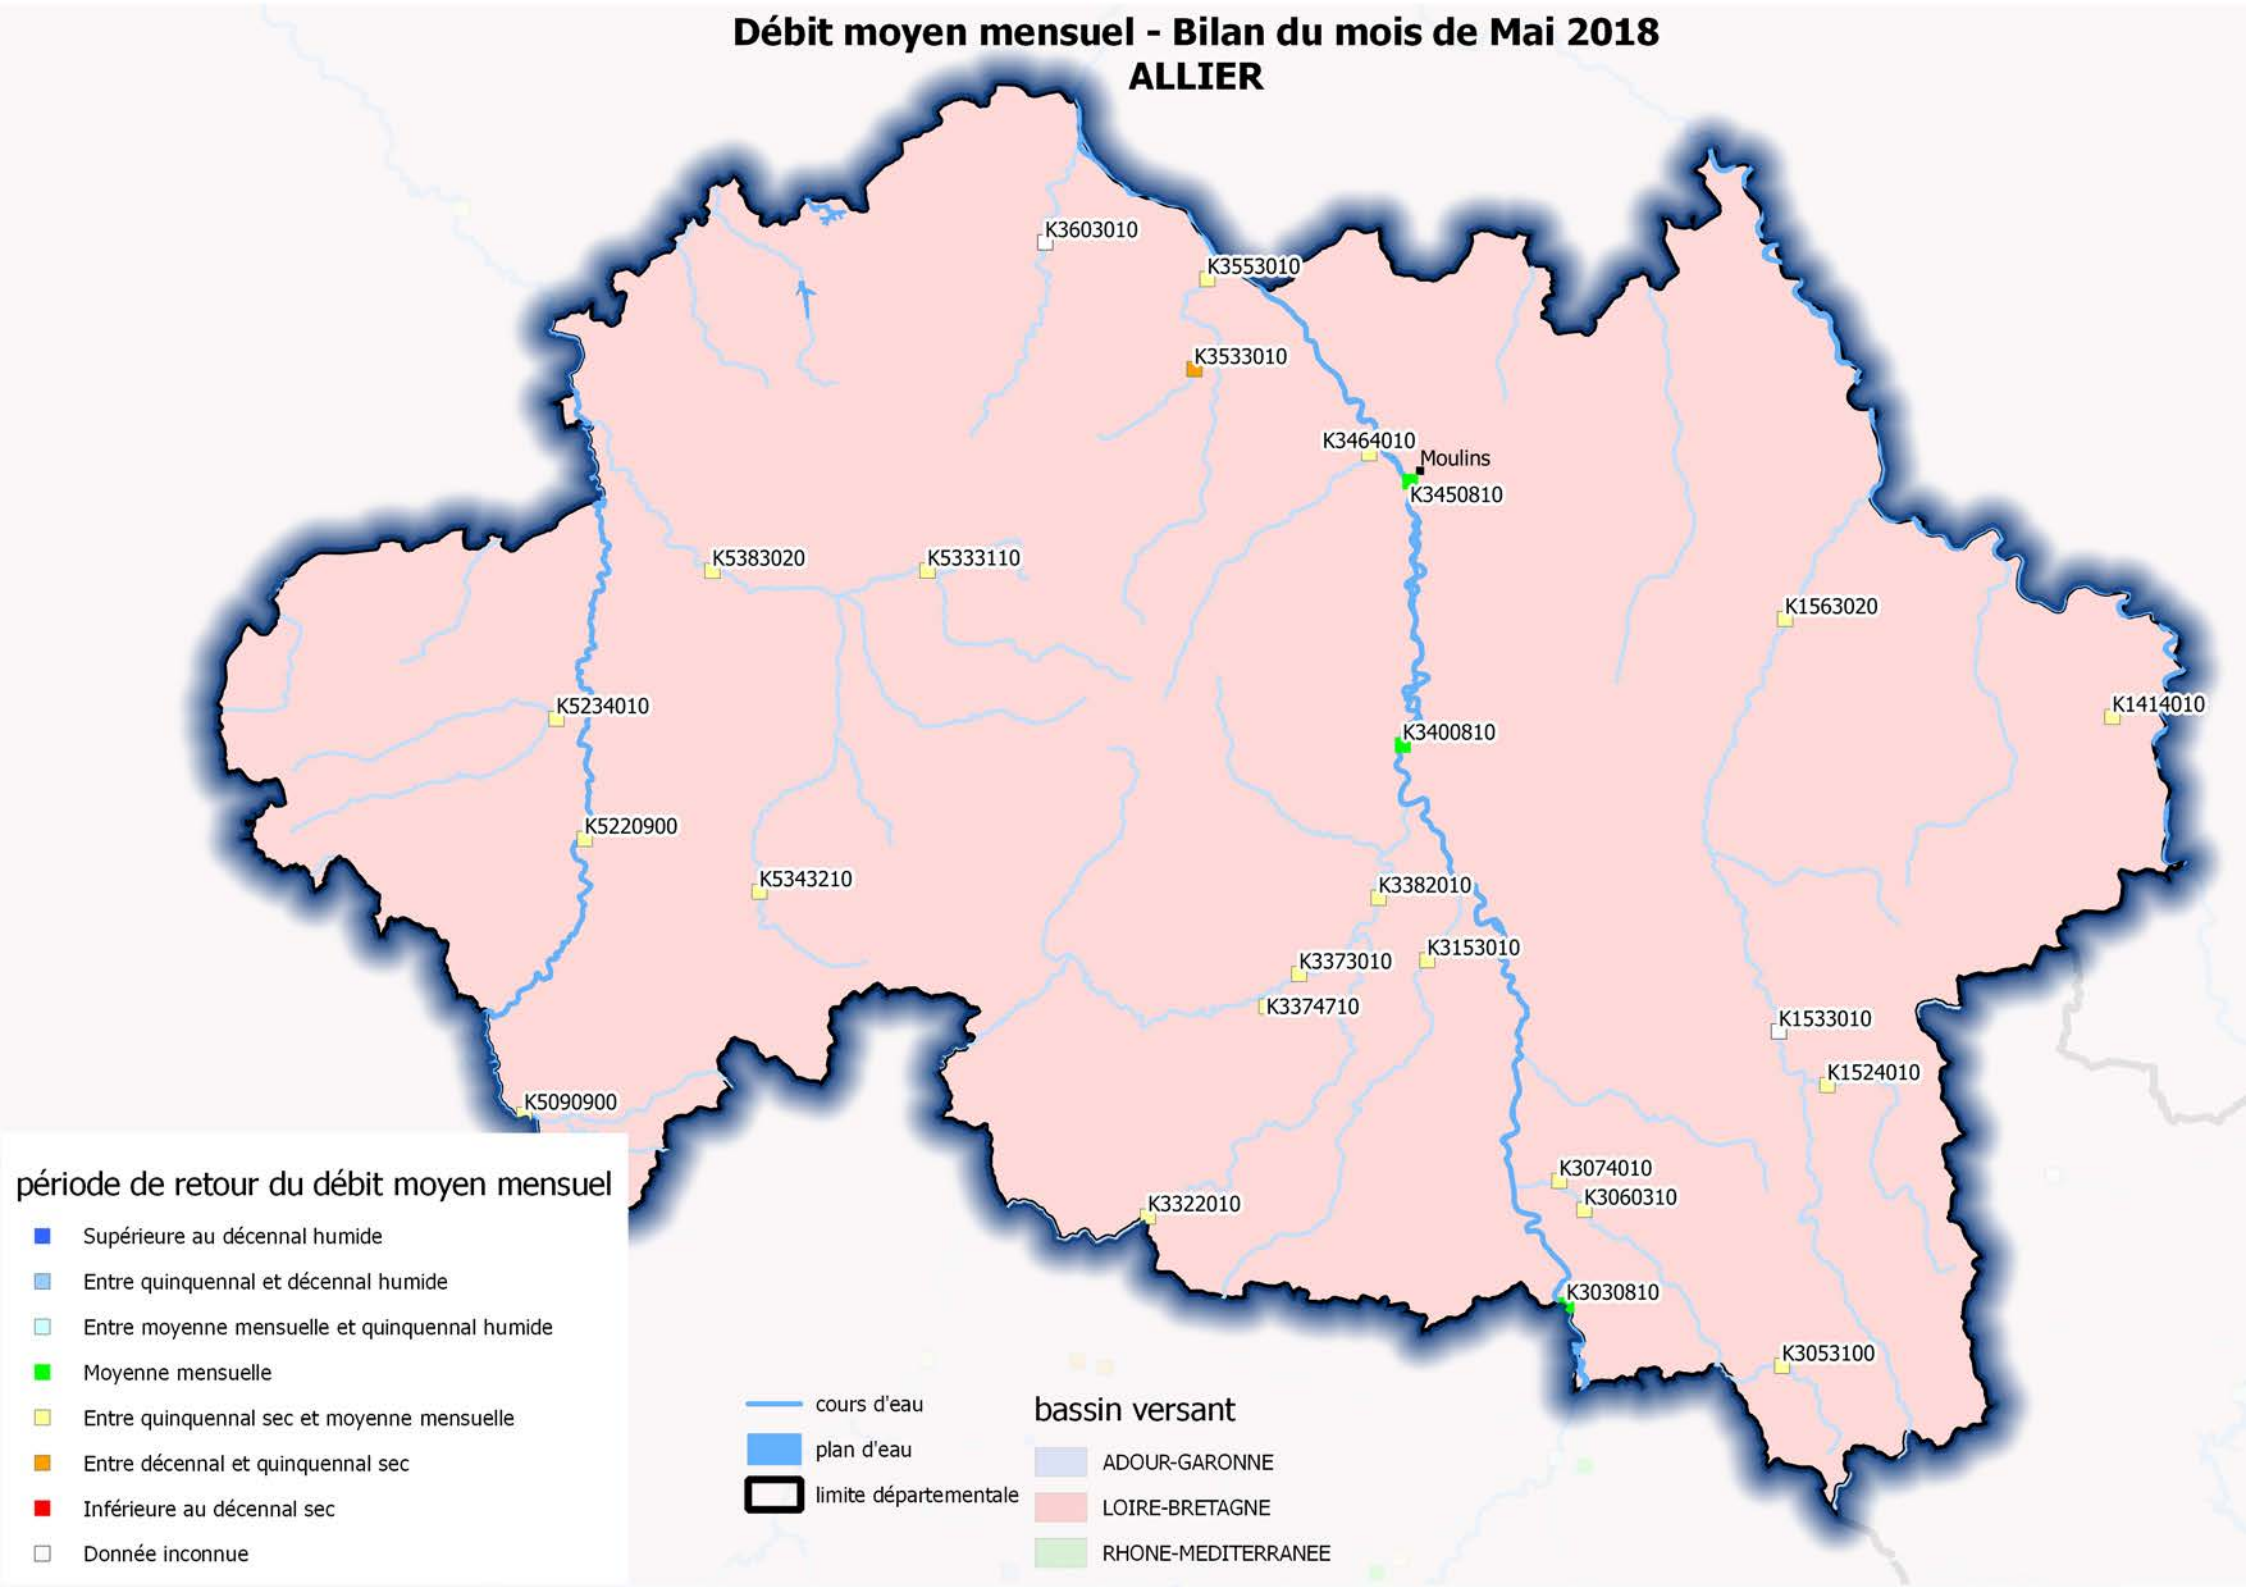 Débit moyen mensuel - Bilan du mois de Mai 2018
ALLIER
K3603010
K3553010
K3533010
K3464010
Moulins
K3450810
K5383020
K5333110
K1563020
K5234010
K1414010
K3400810
K5220900
K5343210
K3382010
K3153010
K3373010
K3374710
K1533010
K1524010
K5090900
K3074010
K3060310
K3322010
K3030810
K3053100
période de retour du débit moyen mensuel
Supérieure au décennal humide
Entre quinquennal et décennal humide
Entre moyenne mensuelle et quinquennal humide
Moyenne mensuelle
Entre quinquennal sec et moyenne mensuelle
Entre décennal et quinquennal sec
Inférieure au décennal sec
Donnée inconnue
cours d'eau
plan d'eau
limite départementale
bassin versant
ADOUR-GARONNE
LOIRE-BRETAGNE
RHONE-MEDITERRANEE